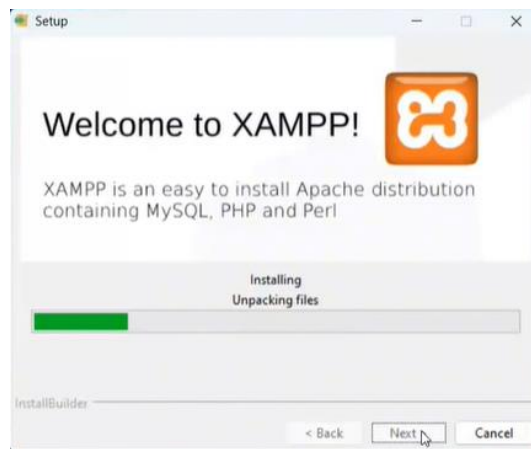 Setup
Welcome to XAMPP!
XAMPP is an easy to install Apache distribution
containing MySQL, PHP and Perl
Installing
Unpacking files
InstallBuilder
< Back Next Cancel